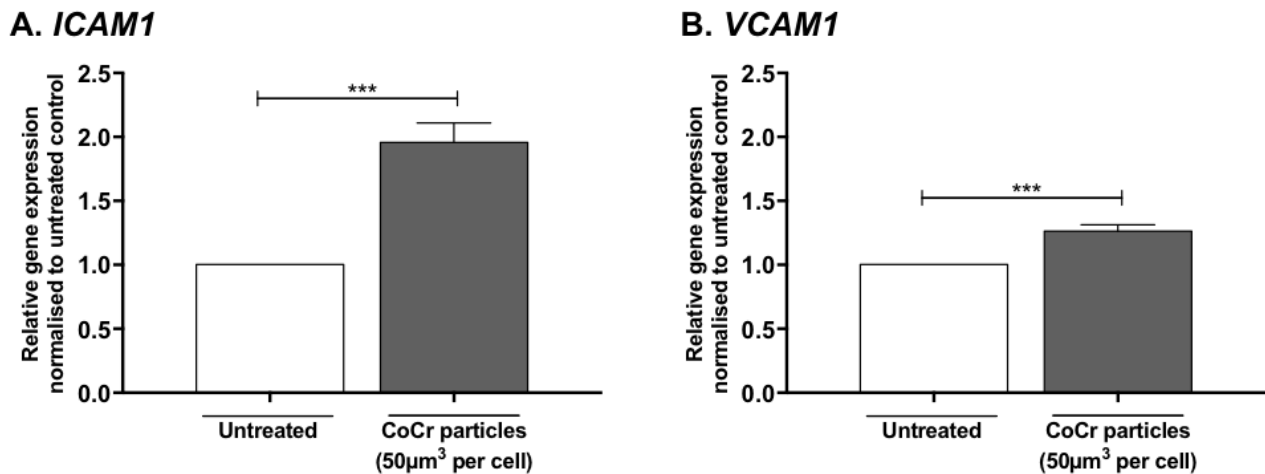 A. ICAM1
Relative gene expression
normalised to untreated control
2.5
2.0
1.5
1.0
0.5
0.0
***
Untreated
CoCr particles
(50µm³ per cell)
B. VCAM1
Relative gene expression
normalised to untreated control
2.5
2.0
1.5
1.0
0.5
0.0
***
Untreated
CoCr particles
(50µm³ per cell)